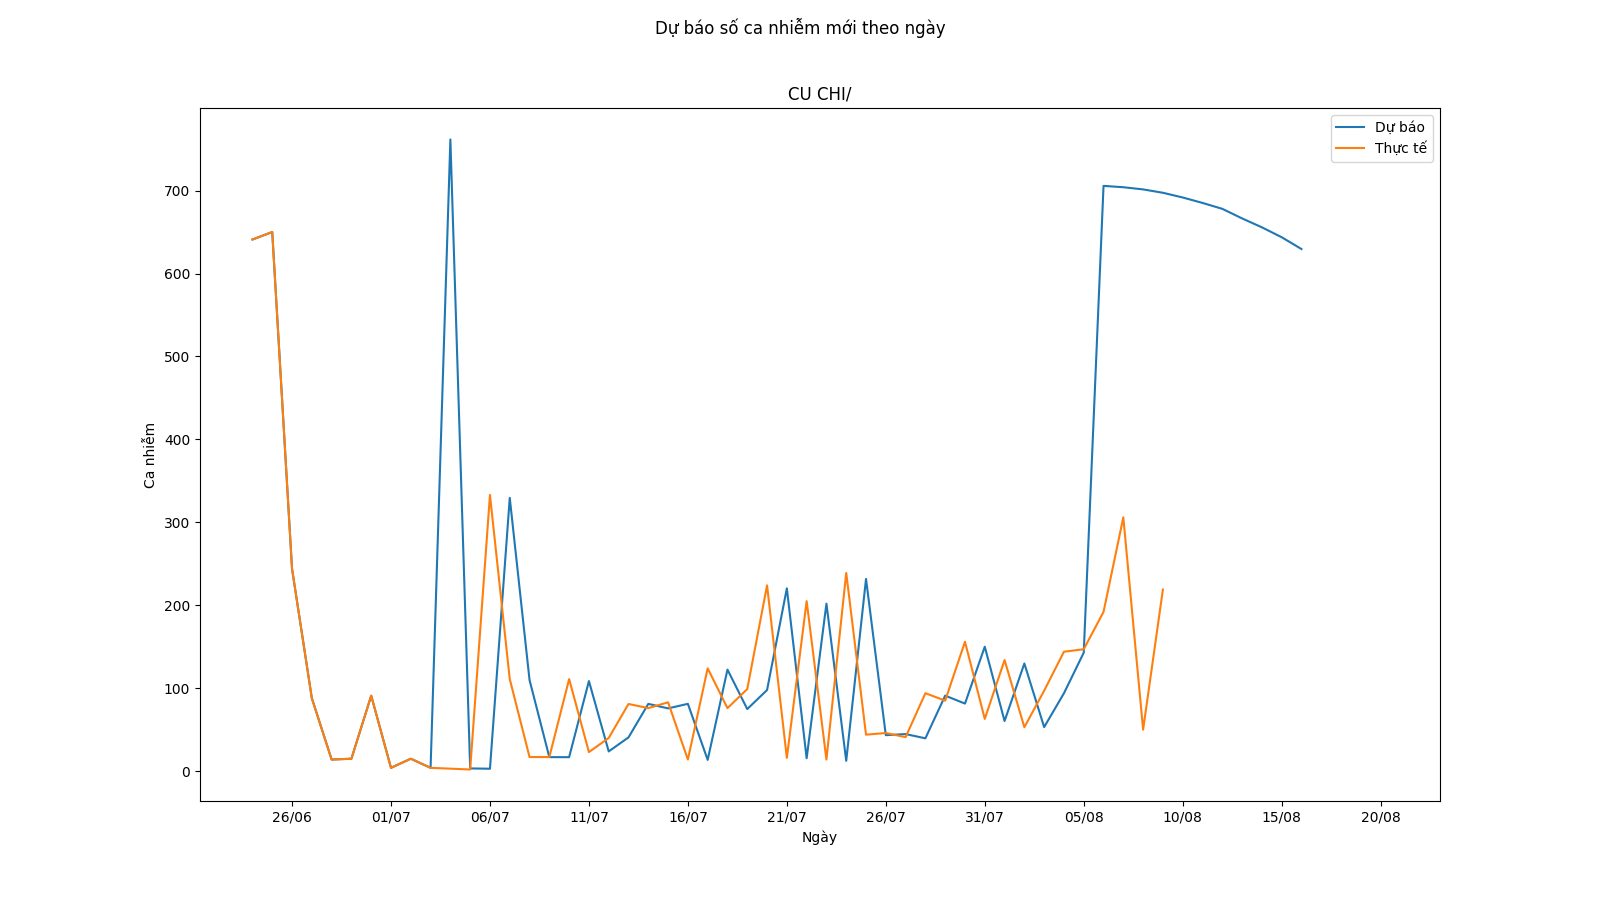 Dự báo số ca nhiễm mới theo ngày
CU CHI/
Dự báo
Thực tế
700
600
500
400
300
200
100
0
Ca nhiễm
26/06 01/07 06/07 11/07 16/07 21/07 26/07 31/07 05/08 10/08 15/08 20/08
Ngày